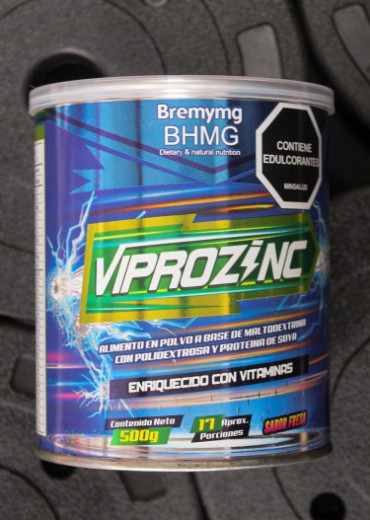 Bremymg
BHMG
Dietary & natural nutrition
CONTIENE
EDULCORANTES
MINSALUD
VIPROZINC
ALIMENTO EN POLVO A BASE DE MALTODEXTRINA
CON POLIDEXTROSA Y PROTEINA DE SOYA
ENRIQUECIDO CON VITAMINAS
Contenido Neto
500g
17 Aprox.
Porciones
SABOR FRESA